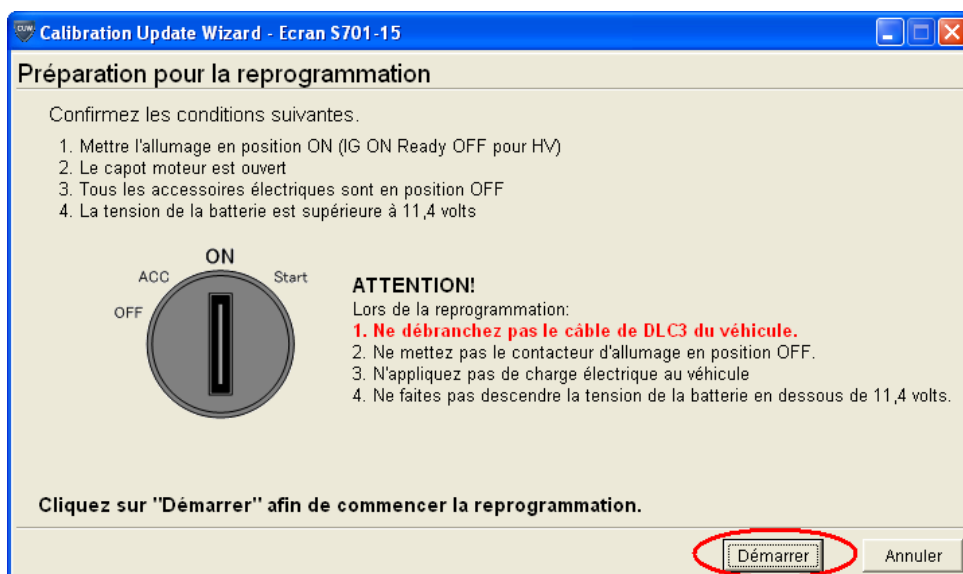 CUW Calibration Update Wizard - Ecran S701-15
Préparation pour la reprogrammation
Confirmez les conditions suivantes.
1. Mettre l'allumage en position ON (IG ON Ready OFF pour HV)
2. Le capot moteur est ouvert
3. Tous les accessoires électriques sont en position OFF
4. La tension de la batterie est supérieure à 11,4 volts
ON
ACC
Start
OFF
ATTENTION!
Lors de la reprogrammation:
1. Ne débranchez pas le câble de DLC3 du véhicule.
2. Ne mettez pas le contacteur d'allumage en position OFF.
3. N'appliquez pas de charge électrique au véhicule
4. Ne faites pas descendre la tension de la batterie en dessous de 11,4 volts.
Cliquez sur "Démarrer" afin de commencer la reprogrammation.
Démarrer
Annuler